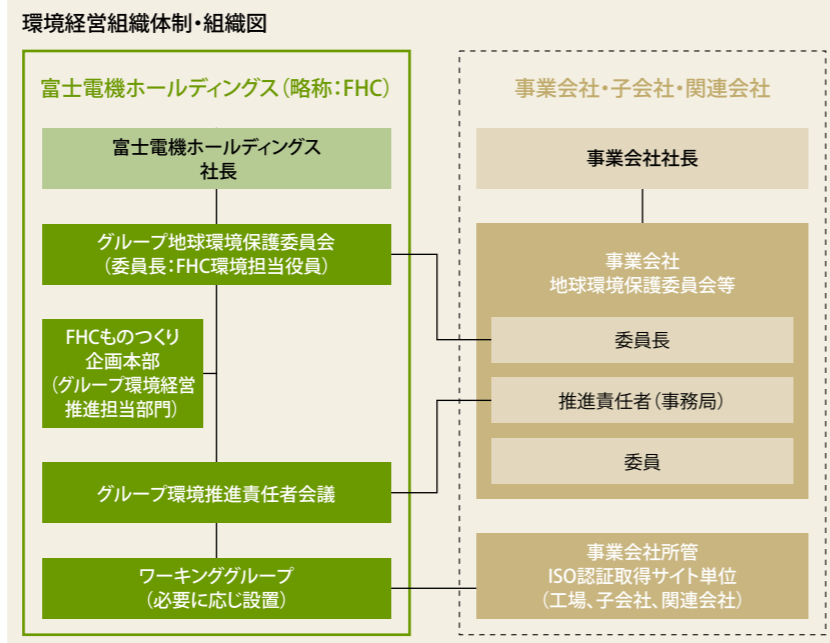 環境経営組織体制・組織図
富士電機ホールディングス（略称：FHC）
富士電機ホールディングス
社長
グループ地球環境保護委員会
（委員長：FHC環境担当役員）
FHCものつくり
企画本部
（グループ環境経営
推進担当部門）
グループ環境推進責任者会議
ワーキンググループ
（必要に応じ設置）
事業会社・子会社・関連会社
事業会社社長
事業会社
地球環境保護委員会等
委員長
推進責任者（事務局）
委員
事業会社所管
ISO認証取得サイト単位
（工場、子会社、関連会社）